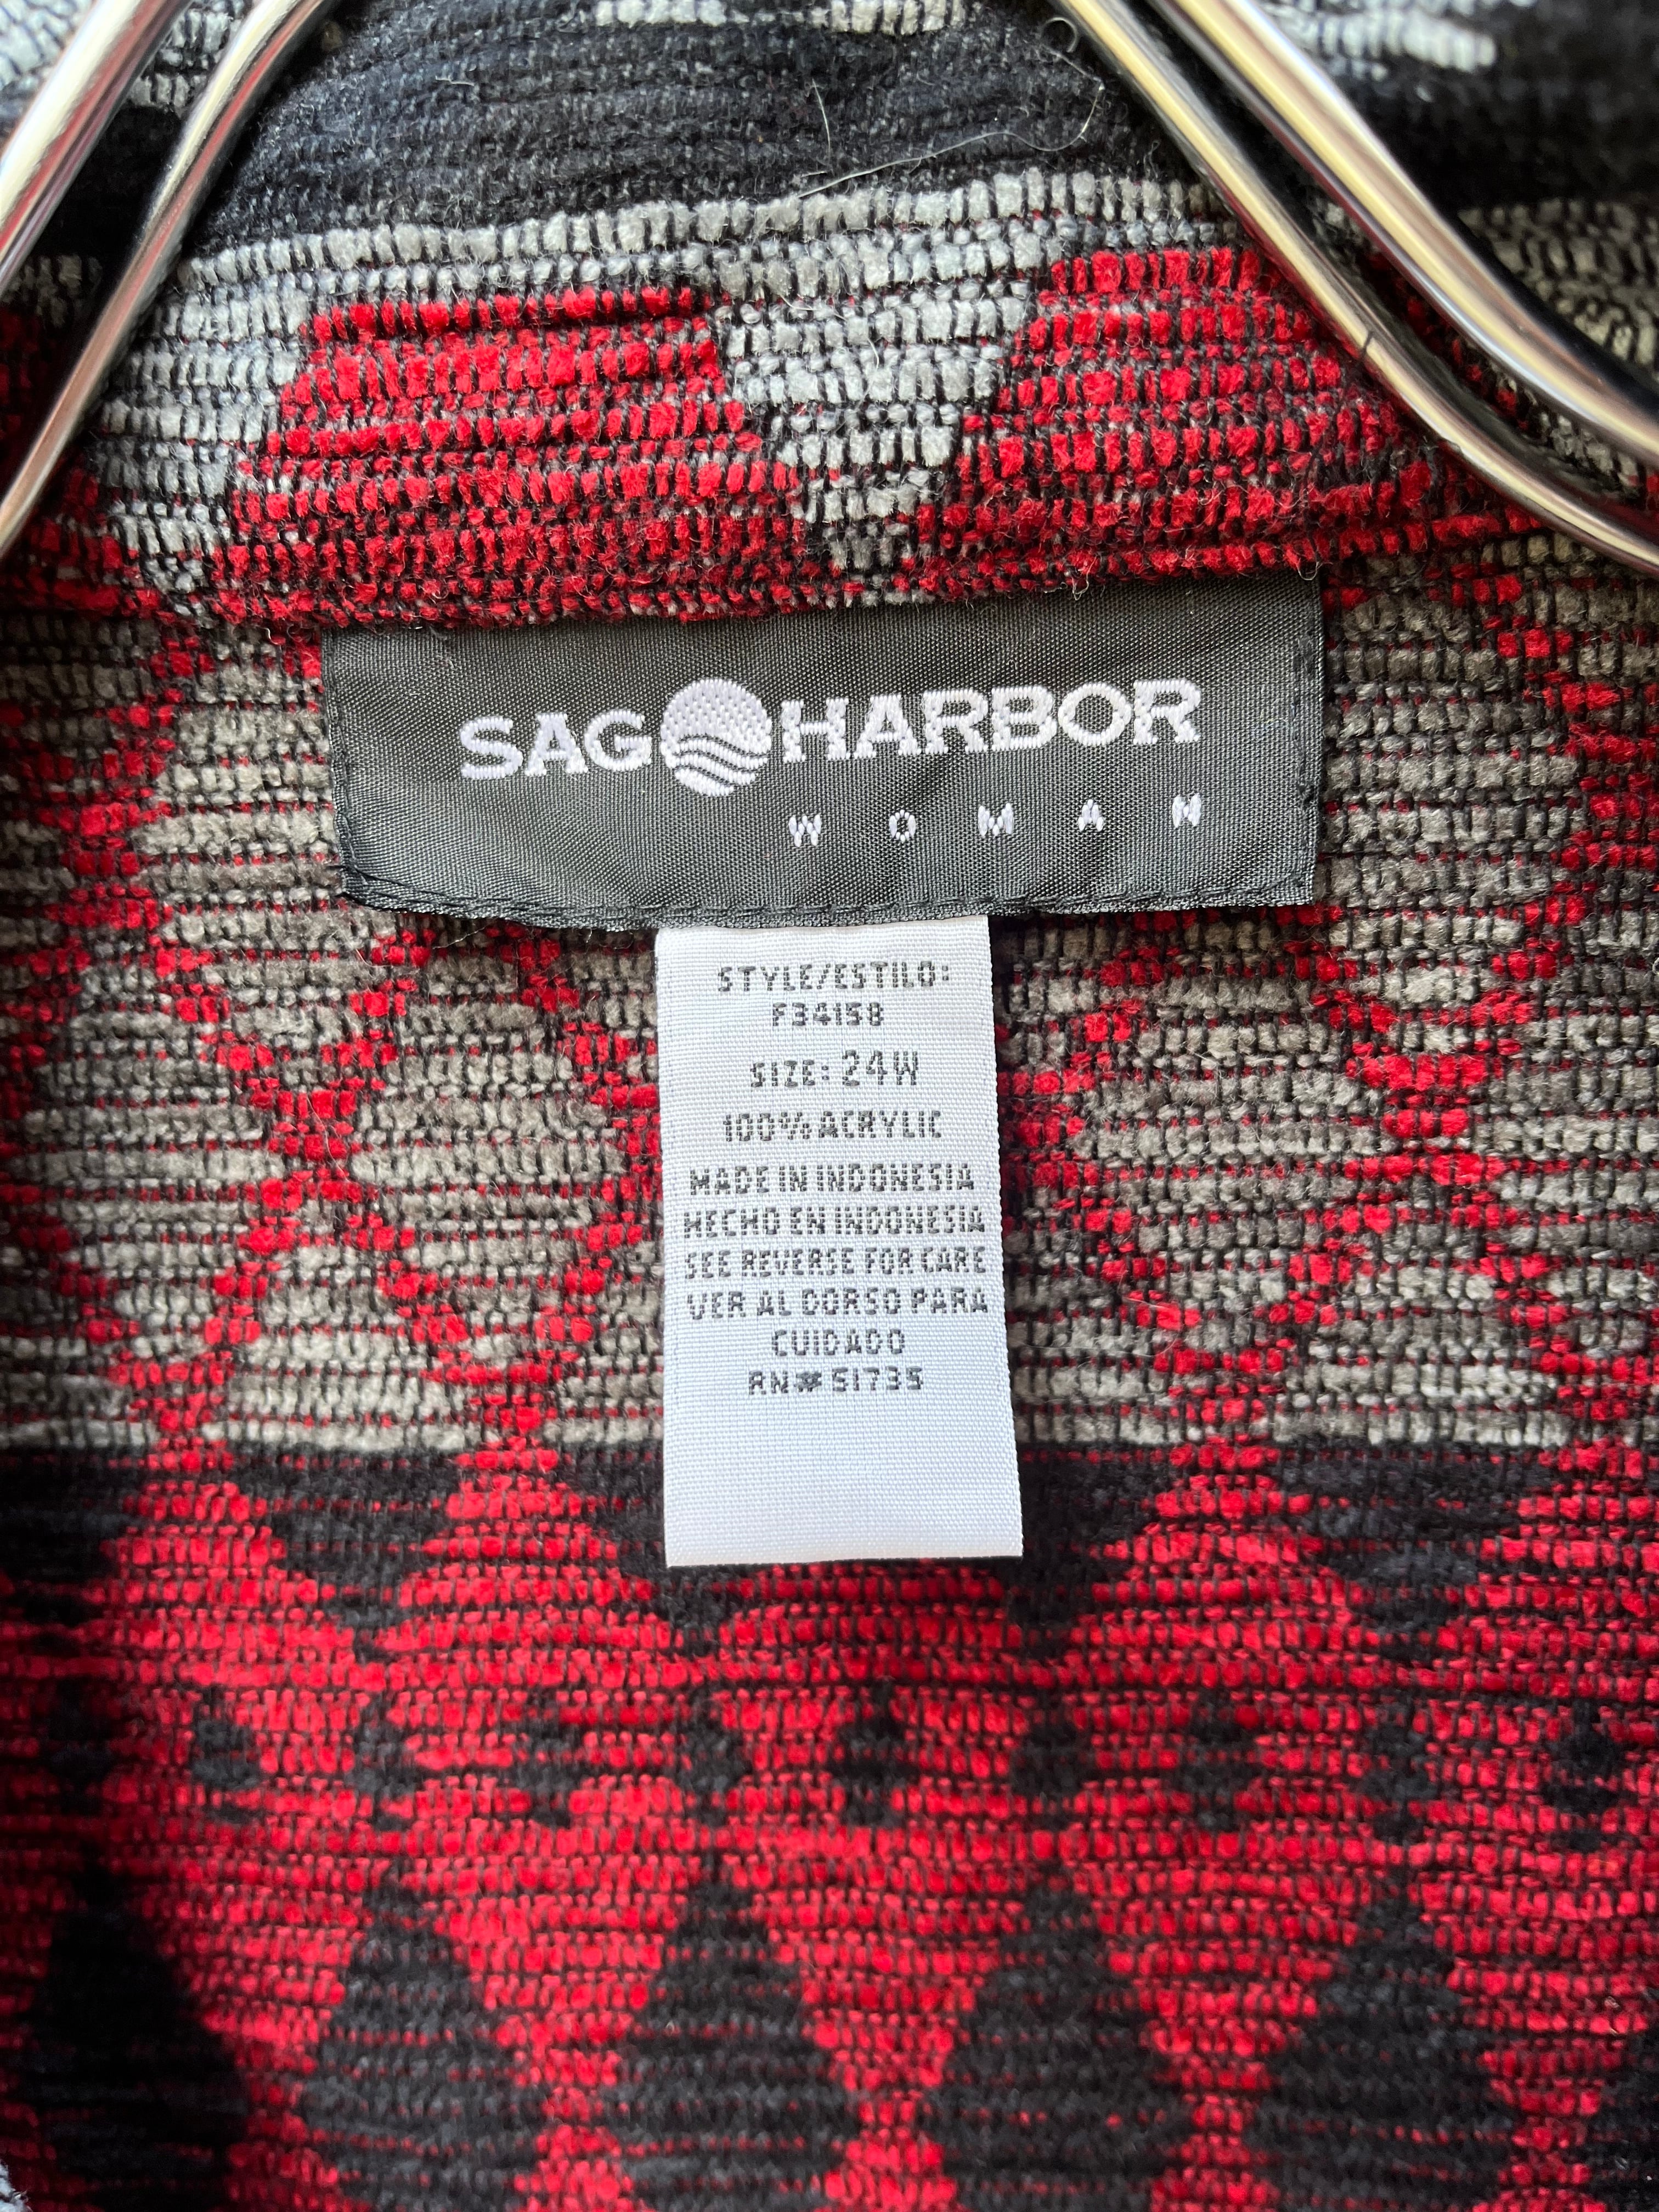 SAG HARBOR
WOMAN
STYLE/ESTILO:
F34158
SIZE: 24W
100% ACRYLIC
MADE IN INDONESIA
HECHO EN INDONESIA
SEE REVERSE FOR CARE
VER AL DORSO PARA
CUIDADO
RN# 51735